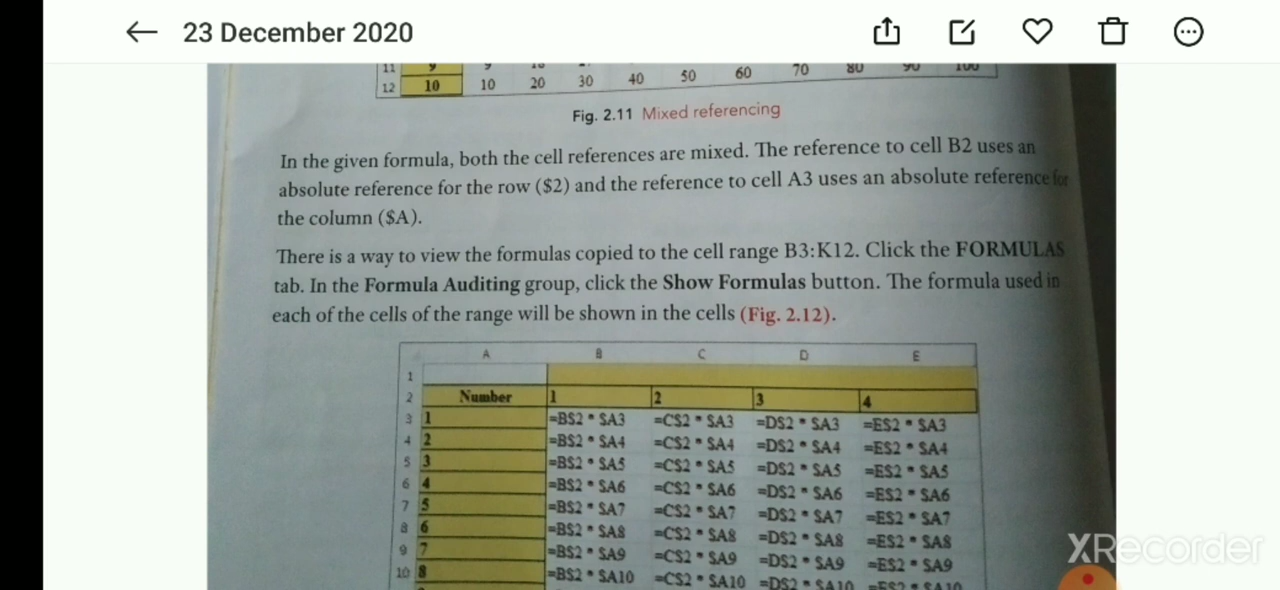 23 December 2020
11 9 9
12 10 10 20 30 40 50 60 70 80 90 100
Fig. 2.11 Mixed referencing
In the given formula, both the cell references are mixed. The reference to cell B2 uses an
absolute reference for the row ($2) and the reference to cell A3 uses an absolute reference for
the column ($A).
There is a way to view the formulas copied to the cell range B3:K12. Click the FORMULAS
tab. In the Formula Auditing group, click the Show Formulas button. The formula used in
each of the cells of the range will be shown in the cells (Fig. 2.12).
A B C D E
1
2 Number 1 2 3 4
3 1 =B$2 * $A3 =C$2 * $A3 =D$2 * $A3 =E$2 * $A3
4 2 =B$2 * $A4 =C$2 * $A4 =D$2 * $A4 =E$2 * $A4
5 3 =B$2 * $A5 =C$2 * $A5 =D$2 * $A5 =E$2 * $A5
6 4 =B$2 * $A6 =C$2 * $A6 =D$2 * $A6 =E$2 * $A6
7 5 =B$2 * $A7 =C$2 * $A7 =D$2 * $A7 =E$2 * $A7
8 6 =B$2 * $A8 =C$2 * $A8 =D$2 * $A8 =E$2 * $A8
9 7 =B$2 * $A9 =C$2 * $A9 =D$2 * $A9 =E$2 * $A9
10 8 =B$2 * $A10 =C$2 * $A10 =D$2 * $A10 =E$2 * $A10
XRecorder